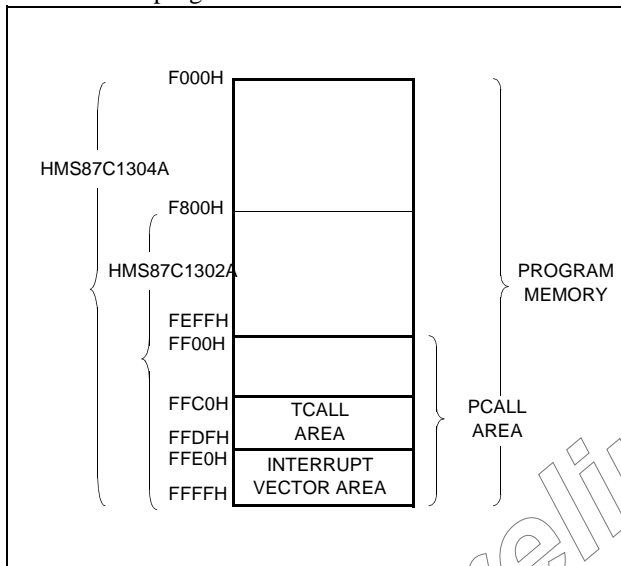 F000H
HMS87C1304A
F800H
HMS87C1302A
PROGRAM
MEMORY
FEFFH
FF00H
FFC0H
TCALL
AREA
PCALL
AREA
FFDFH
FFE0H
INTERRUPT
VECTOR AREA
FFFFH